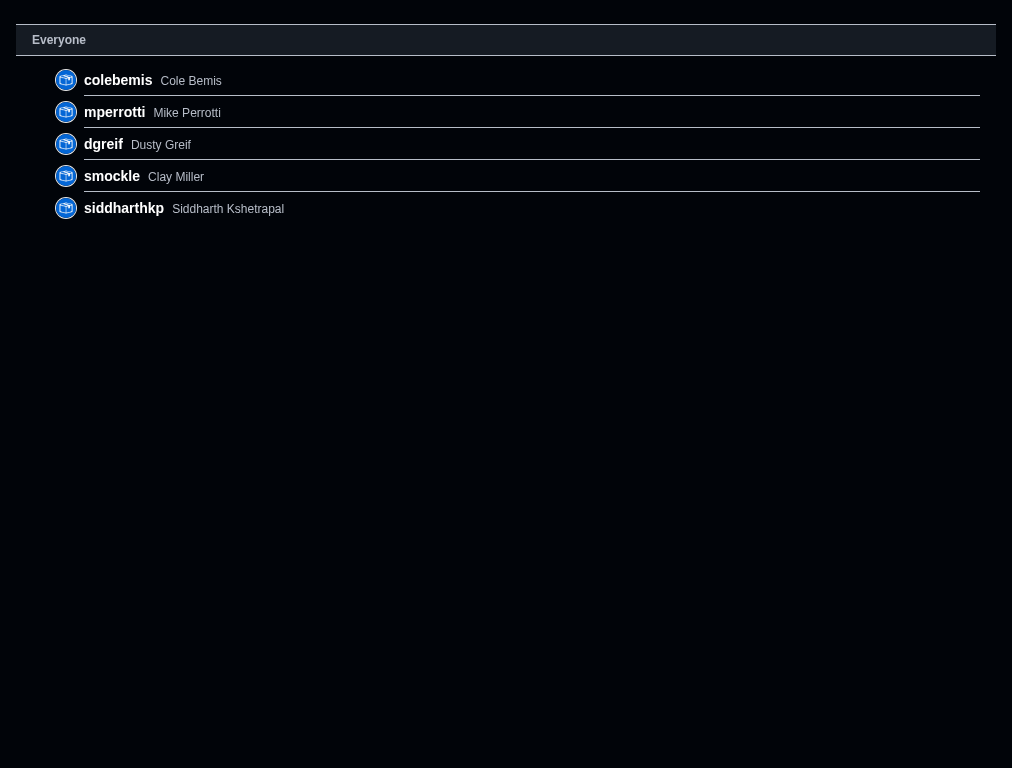 Everyone
colebemis Cole Bemis
mperrotti Mike Perrotti
dgreif Dusty Greif
smockle Clay Miller
siddharthkp Siddharth Kshetrapal